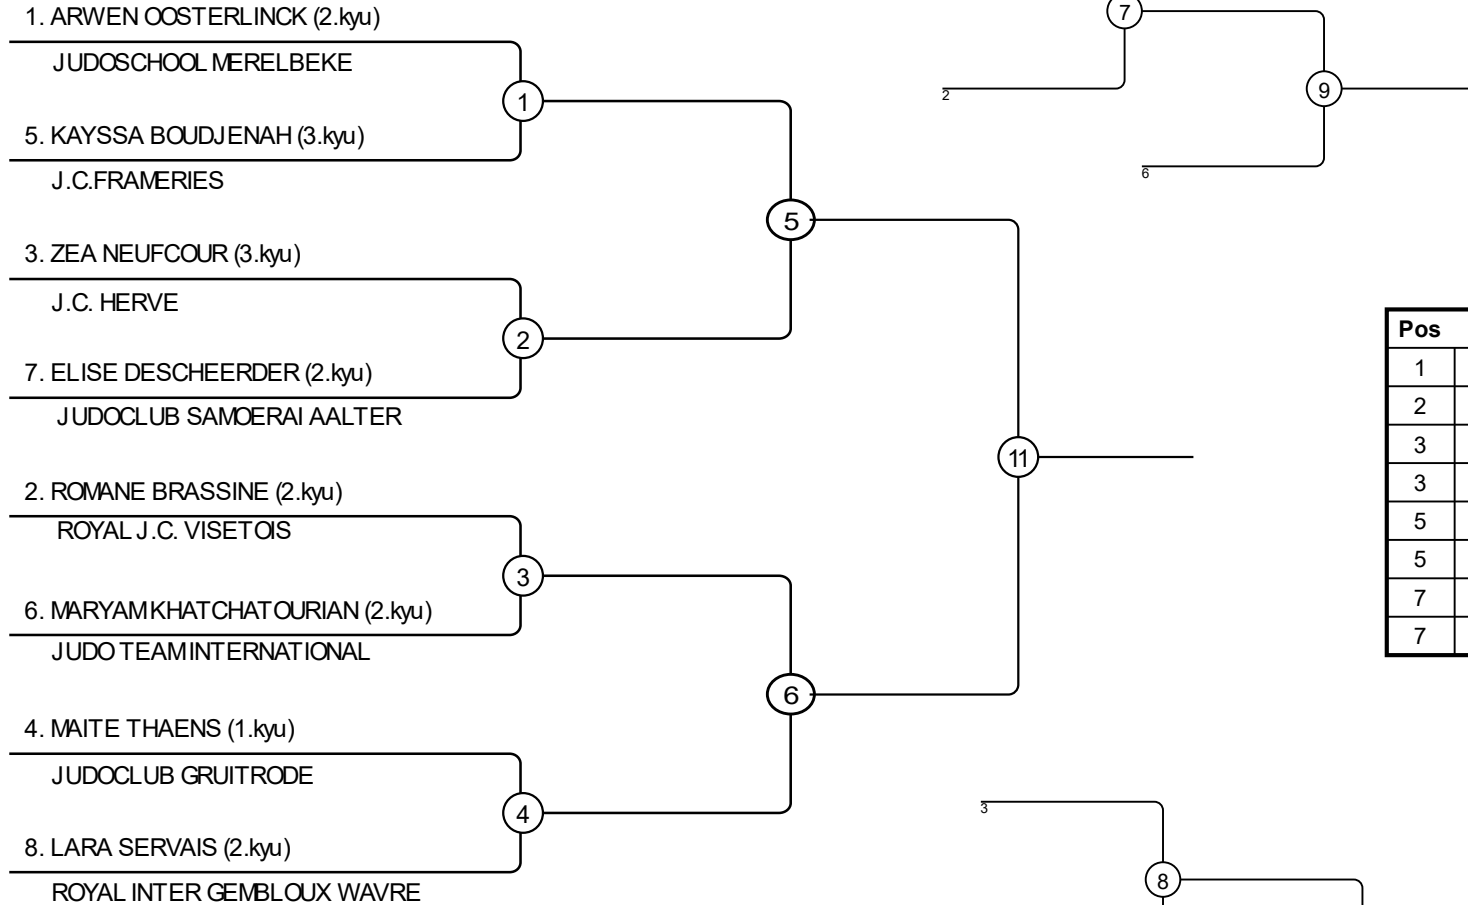 1. ARWEN OOSTERLINCK (2.kyu)
JUDOSCHOOL MERELBEKE
1
5. KAYSSA BOUDJENAH (3.kyu)
J.C.FRAMERIES
5
3. ZEA NEUFCOUR (3.kyu)
J.C. HERVE
2
7. ELISE DESCHEERDER (2.kyu)
JUDOCLUB SAMOERAI AALTER
11
2. ROMANE BRASSINE (2.kyu)
ROYAL J.C. VISETOIS
3
6. MARYAM KHATCHATOURIAN (2.kyu)
JUDO TEAM INTERNATIONAL
6
4. MAITE THAENS (1.kyu)
JUDOCLUB GRUITRODE
4
8. LARA SERVAIS (2.kyu)
ROYAL INTER GEMBLOUX WAVRE
7
2
9
6
Pos
1
2
3
3
5
5
7
7
3
8